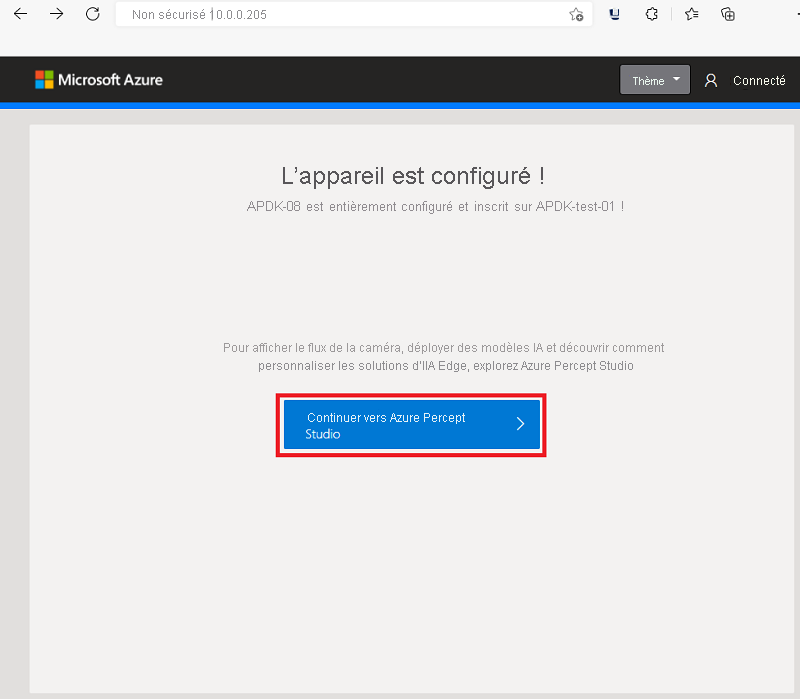 Non sécurisé 10.0.0.205
Microsoft Azure
Thème
Connecté
L'appareil est configuré !
APDK-08 est entièrement configuré et inscrit sur APDK-test-01 !
Pour afficher le flux de la caméra, déployer des modèles IA et découvrir comment
personnaliser les solutions d'IIA Edge, explorez Azure Percept Studio
Continuer vers Azure Percept
Studio